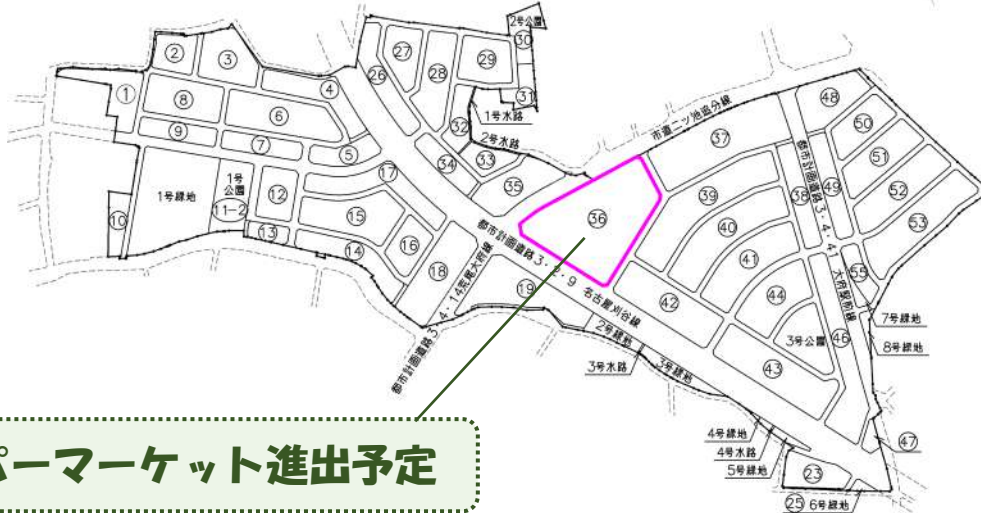 2号公園
㉚
②
③
㉗
㉙
㉖
㉘
④
①
⑧
⑥
㉛
1号水路
㊽
市道一ツ池追分線
㊲
㊿
⑨
⑦
⑤
㉜
2号水路
㉝
㉞
㉟
⑰
51
52
53
1号緑地
1号
公園
11-2
⑫
⑩
⑬
⑮
⑭
⑯
⑱
都市計画道路3・4・14荒尾大府線
⑲
都市計画道路3・2・9 名古屋刈谷線
㊱
㊴
㊵
㊶
㊳
㊾
都市計画道路3・4・41 大府駅前線
55
㊷
㊹
3号公園
㊸
㊻
7号緑地
8号緑地
2号緑地
3号水路
3号緑地
4号緑地
4号水路
5号緑地
㊼
㉓
㉕
6号緑地
パーマーケット進出予定